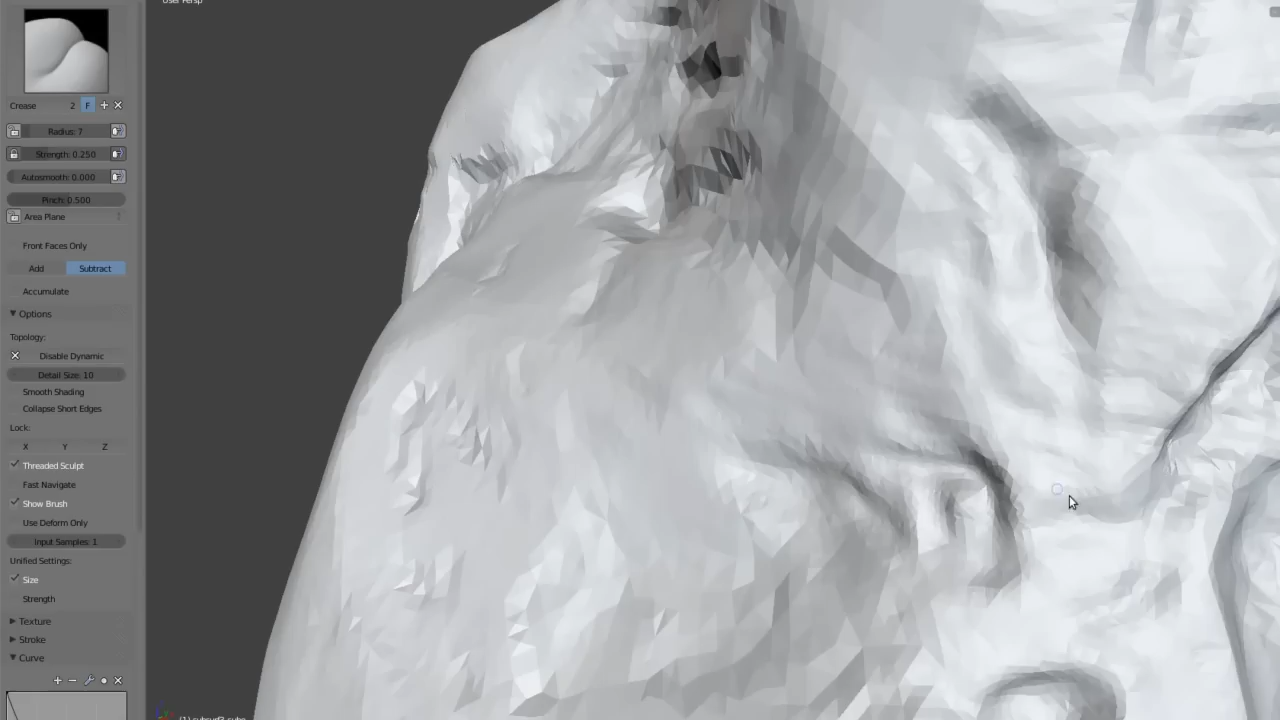 User Persp
Crease 2 F
Radius: 7
Strength: 0.250
Autosmooth: 0.000
Pinch: 0.500
Area Plane
Front Faces Only
Add Subtract
Accumulate
Options
Topology:
Disable Dynamic
Detail Size: 10
Smooth Shading
Collapse Short Edges
Lock:
X Y Z
Threaded Sculpt
Fast Navigate
Show Brush
Use Deform Only
Input Samples: 1
Unified Settings:
Size
Strength
Texture
Stroke
Curve